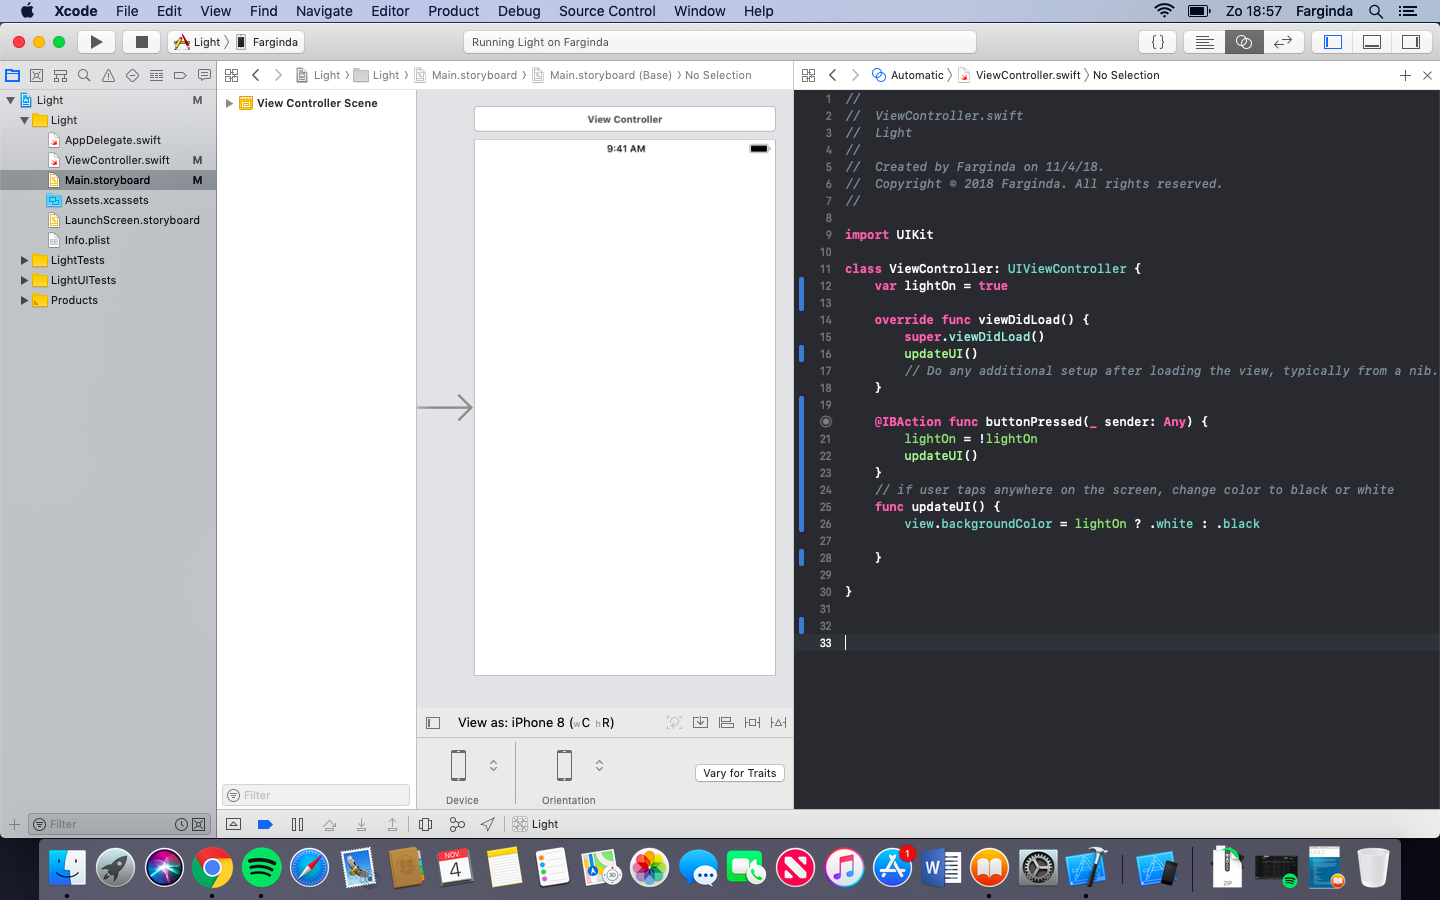 Xcode File Edit View Find Navigate Editor Product Debug Source Control Window Help
Zo 18:57 Farginda
Light Farginda
Running Light on Farginda
Light Light Main.storyboard Main.storyboard (Base) No Selection
Automatic ViewController.swift No Selection
Light M
Light
AppDelegate.swift
ViewController.swift M
Main.storyboard M
Assets.xcassets
LaunchScreen.storyboard
Info.plist
LightTests
LightUITests
Products
Filter
View Controller Scene
Filter
View Controller
9:41 AM
View as: iPhone 8 (wC hR)
Device
Orientation
Vary for Traits
1 //
2 //  ViewController.swift
3 //  Light
4 //
5 //  Created by Farginda on 11/4/18.
6 //  Copyright © 2018 Farginda. All rights reserved.
7 //
8
9 import UIKit
10
11 class ViewController: UIViewController {
12     var lightOn = true
13
14     override func viewDidLoad() {
15         super.viewDidLoad()
16         updateUI()
17         // Do any additional setup after loading the view, typically from a nib.
18     }
19
@IBAction func buttonPressed(_ sender: Any) {
21         lightOn = !lightOn
22         updateUI()
23     }
24     // if user taps anywhere on the screen, change color to black or white
25     func updateUI() {
26         view.backgroundColor = lightOn ? .white : .black
27
28     }
29
30 }
31
32
33
Light
NOV
4
1
W
3D
ZIP